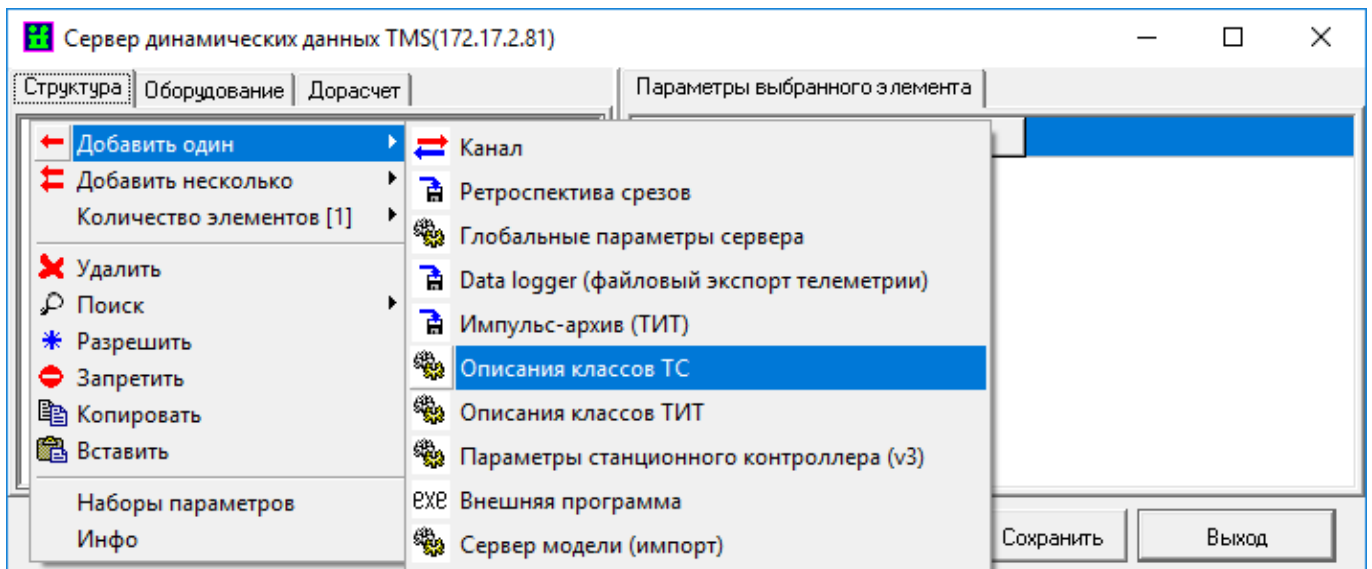 Сервер динамических данных TMS(172.17.2.81)
Структура Оборудование Дорасчет
Параметры выбранного элемента
Добавить один
Добавить несколько
Количество элементов [1]
Удалить
Поиск
Разрешить
Запретить
Копировать
Вставить
Наборы параметров
Инфо
Канал
Ретроспектива срезов
Глобальные параметры сервера
Data logger (файловый экспорт телеметрии)
Импульс-архив (ТИТ)
Описания классов ТС
Описания классов ТИТ
Параметры станционного контроллера (v3)
exe Внешняя программа
Сервер модели (импорт)
Сохранить
Выход